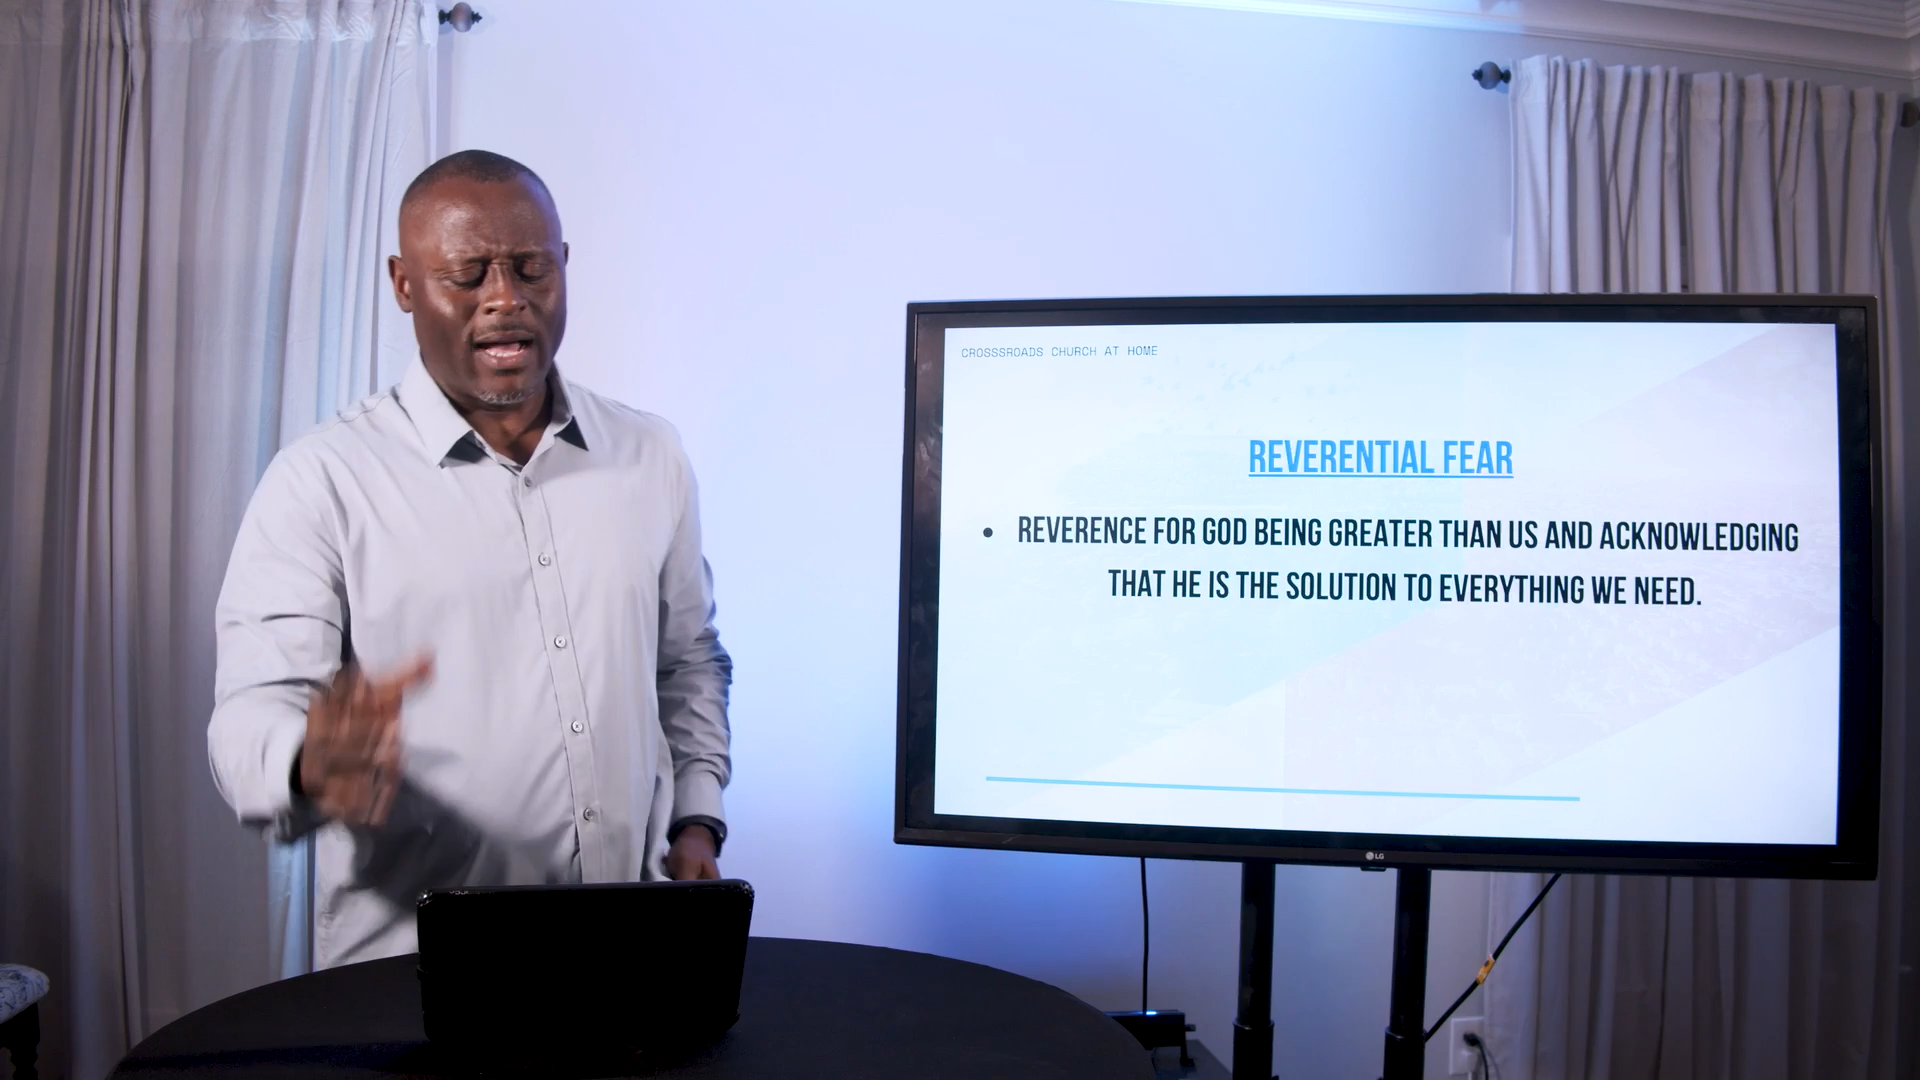 CROSSSROADS CHURCH AT HOME
REVERENTIAL FEAR
• REVERENCE FOR GOD BEING GREATER THAN US AND ACKNOWLEDGING
THAT HE IS THE SOLUTION TO EVERYTHING WE NEED.
LG